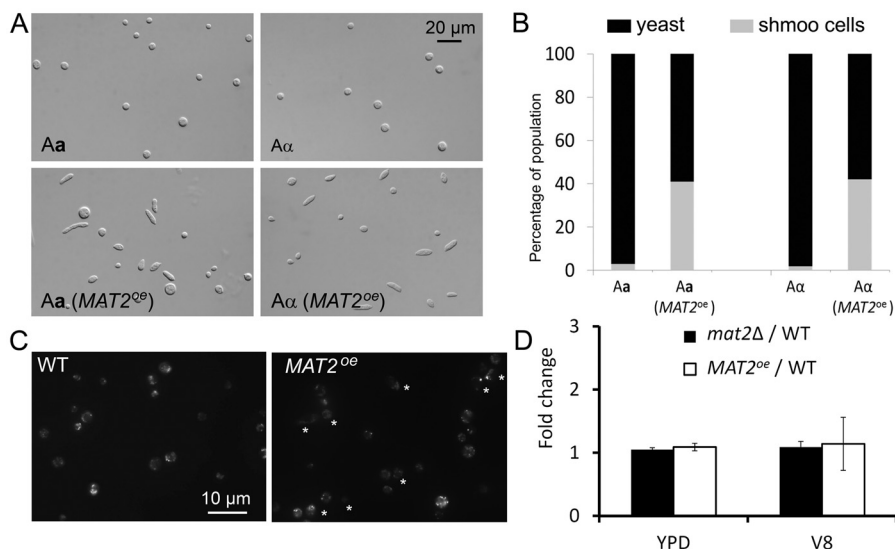 A
20 μm
Aa
Aα
Aa (MAT2oe)
Aα (MAT2oe)
B
yeast
shmoo cells
Percentage of population
100
80
60
40
20
0
Aa
Aa
(MAT2oe)
Aα
Aα
(MAT2oe)
C
WT
10 μm
MAT2oe
* * * * * * * *
D
mat2Δ / WT
MAT2oe / WT
Fold change
3
2
1
0
YPD
V8